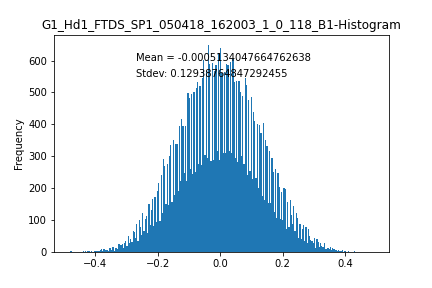 G1_Hd1_FTDS_SP1_050418_162003_1_0_118_B1-Histogram
Mean = -0.0005134047664762638
Stdev: 0.12938764847292455
Frequency
600
500
400
300
200
100
0
−0.4 −0.2 0.0 0.2 0.4